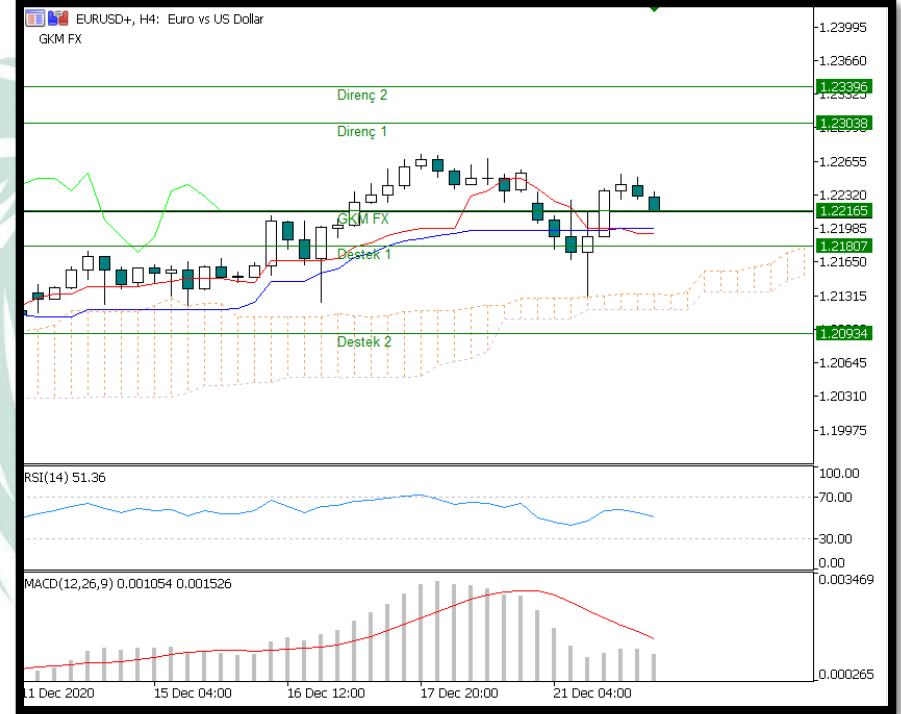 EURUSD+, H4: Euro vs US Dollar
GKM FX
1.23995
1.23660
1.23396
Direnç 2
1.23038
Direnç 1
1.22655
1.22320
1.22165
GKM FX
1.21985
1.21807
Destek 1
1.21650
1.21315
1.20934
Destek 2
1.20645
1.20310
1.19975
RSI(14) 51.36
100.00
70.00
30.00
0.00
MACD(12,26,9) 0.001054 0.001526
0.003469
0.000265
11 Dec 2020
15 Dec 04:00
16 Dec 12:00
17 Dec 20:00
21 Dec 04:00